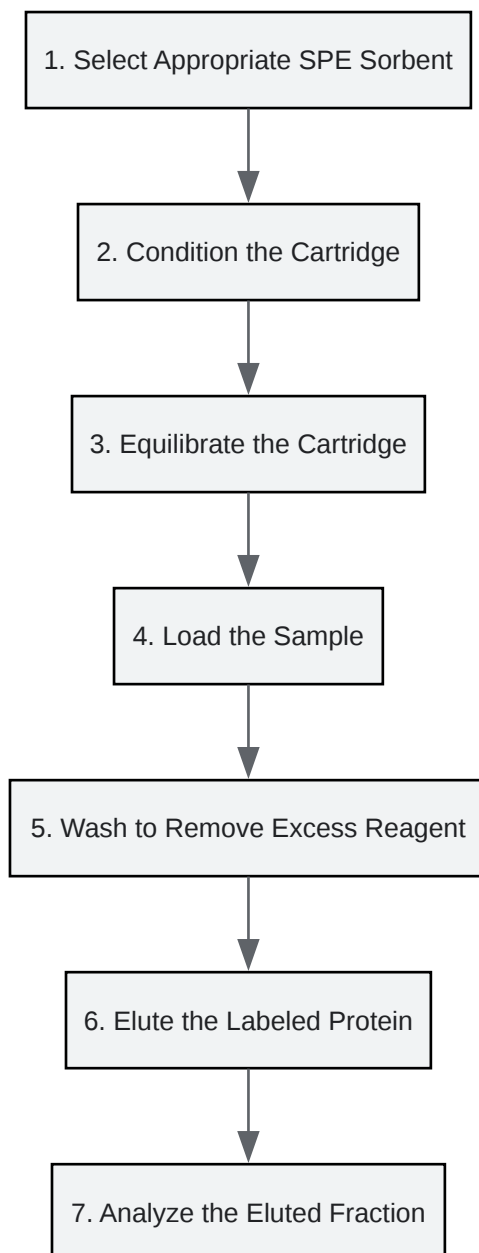 1. Select Appropriate SPE Sorbent
2. Condition the Cartridge
3. Equilibrate the Cartridge
4. Load the Sample
5. Wash to Remove Excess Reagent
6. Elute the Labeled Protein
7. Analyze the Eluted Fraction